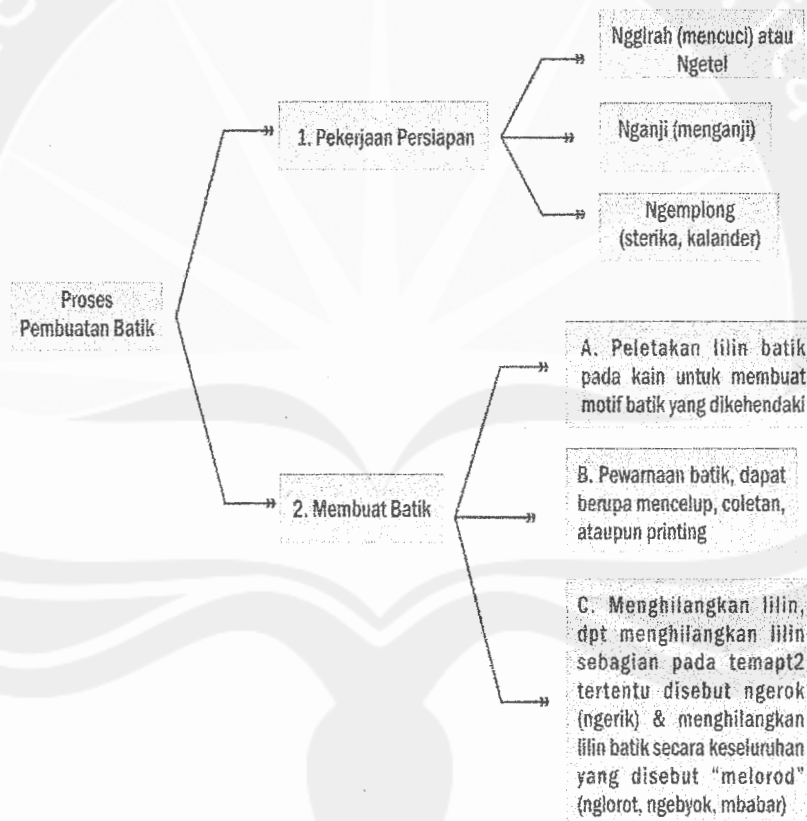 Proses
Pembuatan Batik
1. Pekerjaan Persiapan
Nggirah (mencuci) atau
Ngetel
Nganji (menganji)
Ngemplong
(sterika, kalander)
2. Membuat Batik
A. Peletakan lilin batik
pada kain untuk membuat
motif batik yang dikehendaki
B. Pewarnaan batik, dapat
berupa mencelup, coletan,
ataupun printing
C. Menghilangkan lilin,
dpt menghilangkan lilin
sebagian pada temapt2
tertentu disebut ngerok
(ngerik) & menghilangkan
lilin batik secara keseluruhan
yang disebut "melorod"
(nglorot, ngebyok, mbabar)